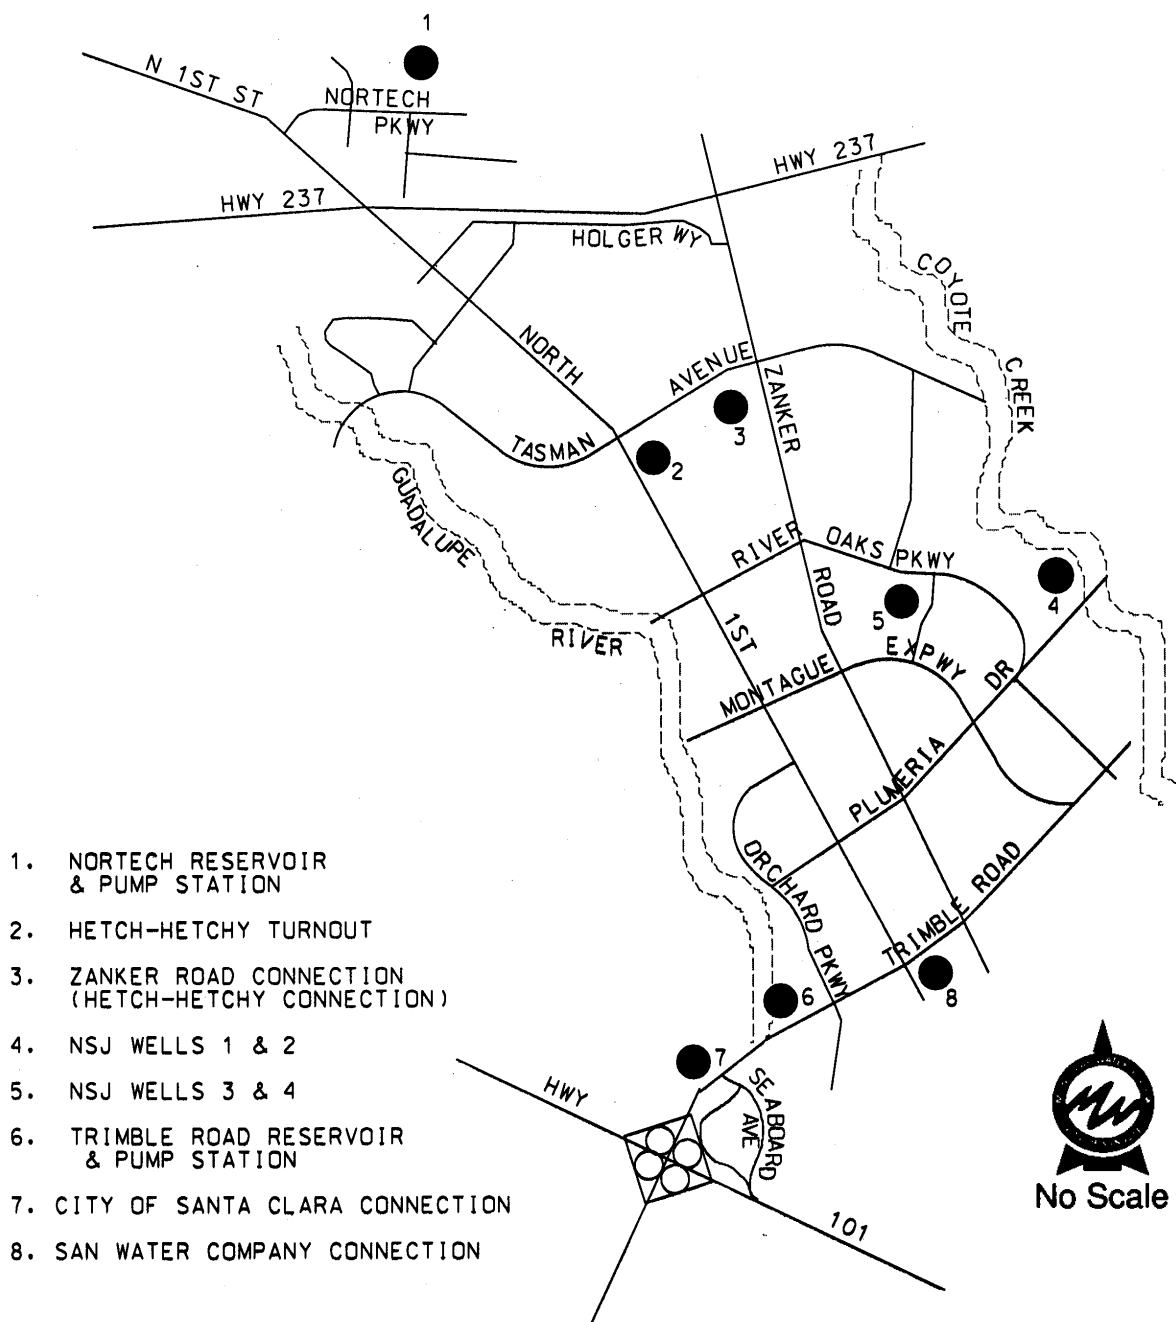 1
N 1ST ST
NORTECH
PKWY
HWY 237
HWY 237
HOLGER WY
COYOTE
CREEK
NORTH
AVENUE
ZANKER
3
TASMAN
2
GUADALUPE
RIVER
RIVER
OAKS PKWY
ROAD
4
5
1ST
EXPWY
MONTAGUE
DR
PLUMERIA
ORCHARD PKWY
TRIMBLE ROAD
6
8
7
SEABOARD
AVE
HWY
101
1. NORTECH RESERVOIR
& PUMP STATION
2. HETCH-HETCHY TURNOUT
3. ZANKER ROAD CONNECTION
(HETCH-HETCHY CONNECTION)
4. NSJ WELLS 1 & 2
5. NSJ WELLS 3 & 4
6. TRIMBLE ROAD RESERVOIR
& PUMP STATION
7. CITY OF SANTA CLARA CONNECTION
8. SAN WATER COMPANY CONNECTION
No Scale